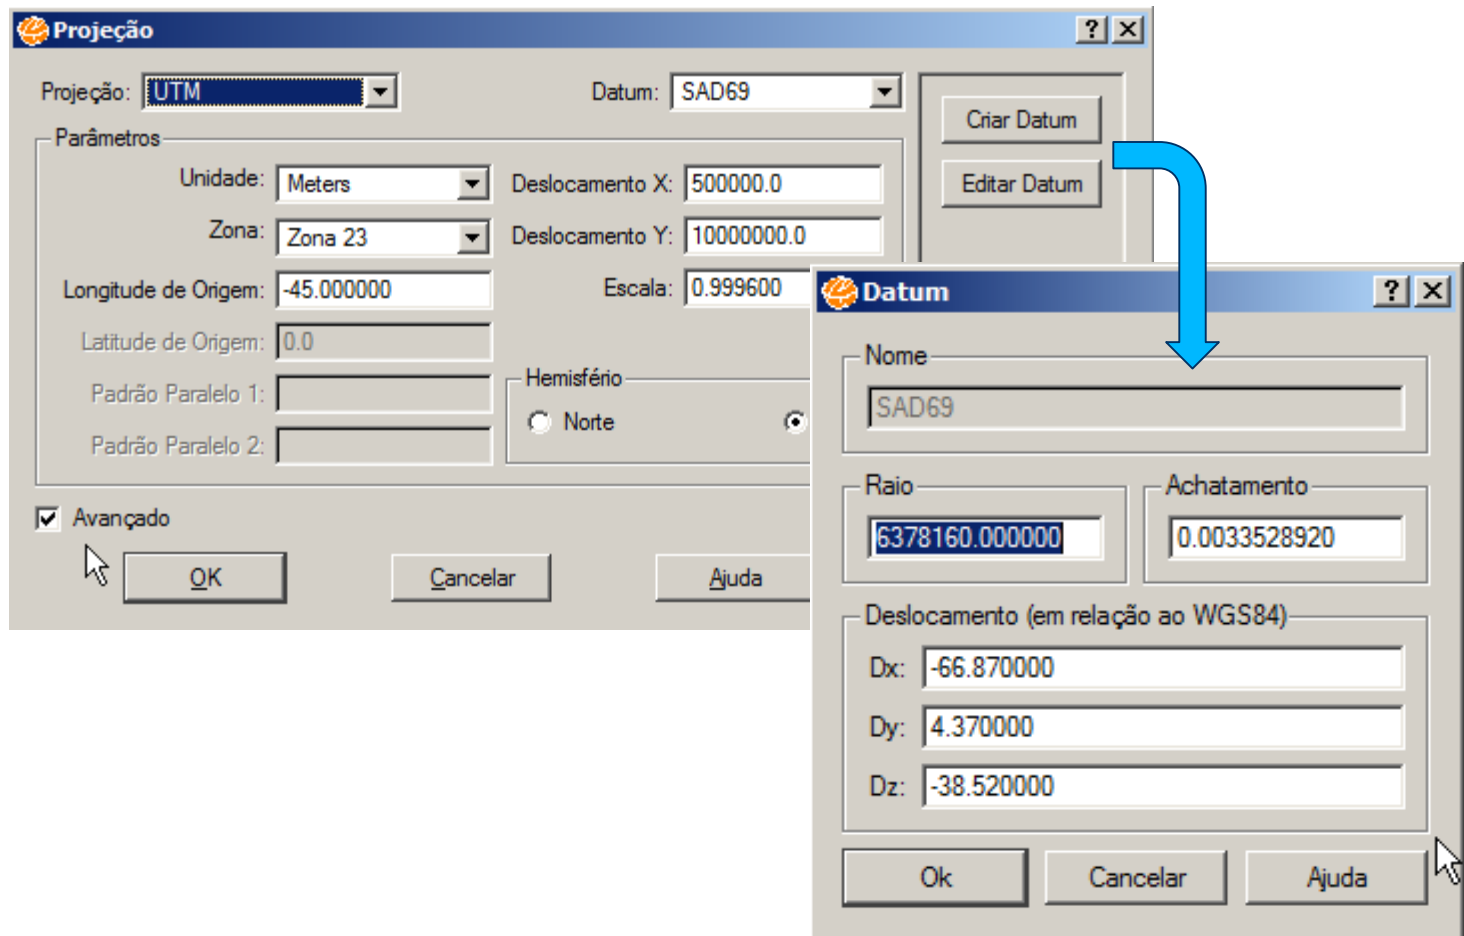 Projeção
Projeção: UTM Datum: SAD69
Criar Datum
Editar Datum
Parâmetros
Unidade: Meters Deslocamento X: 500000.0
Zona: Zona 23 Deslocamento Y: 10000000.0
Longitude de Origem: -45.000000 Escala: 0.999600
Latitude de Origem: 0.0
Padrão Paralelo 1:
Padrão Paralelo 2:
Hemisfério
Norte
Avançado
OK Cancelar Ajuda
Datum
Nome
SAD69
Raio Achatamento
6378160.000000 0.0033528920
Deslocamento (em relação ao WGS84)
Dx: -66.870000
Dy: 4.370000
Dz: -38.520000
Ok Cancelar Ajuda